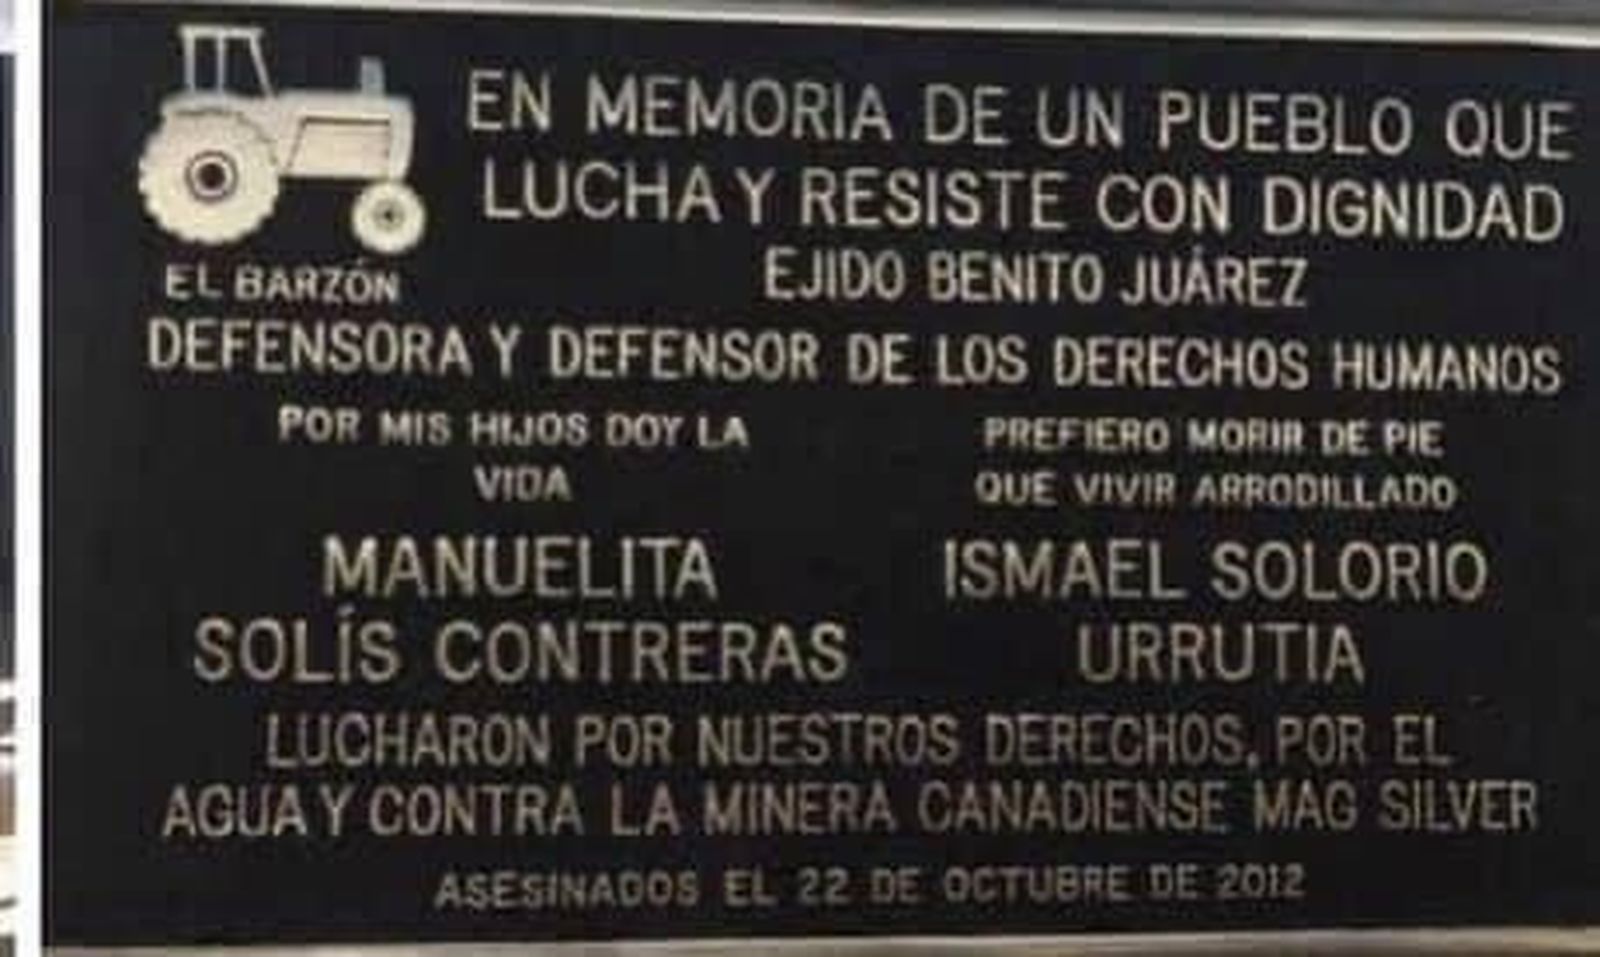 EN MEMORIA DE UN PUEBLO QUE
LUCHA Y RESISTE CON DIGNIDAD
EJIDO BENITO JUÁREZ
EL BARZÓN
DEFENSORA Y DEFENSOR DE LOS DERECHOS HUMANOS
POR MIS HIJOS DOY LA
VIDA
MANUELITA
SOLÍS CONTRERAS
PREFIERO MORIR DE PIE
QUE VIVIR ARRODILLADO
ISMAEL SOLORIO
URRUTIA
LUCHARON POR NUESTROS DERECHOS, POR EL
AGUA Y CONTRA LA MINERA CANADIENSE MAG SILVER
ASESINADOS EL 22 DE OCTUBRE DE 2012